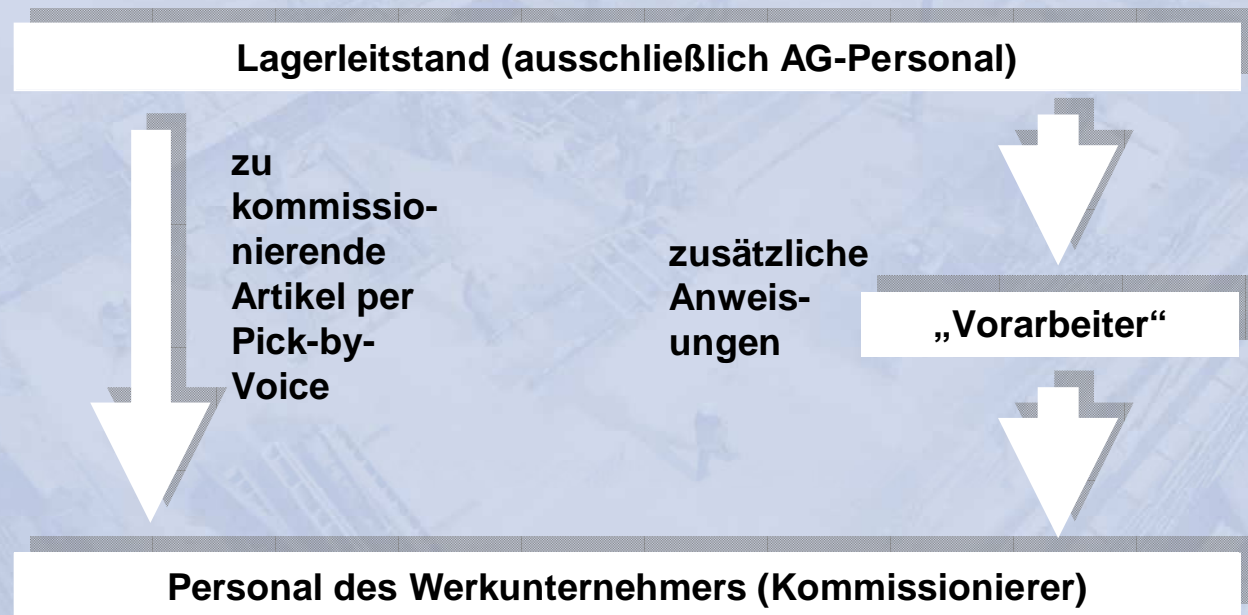 Lagerleitstand (ausschließlich AG-Personal)
zu
kommissio-
nierende
Artikel per
Pick-by-
Voice
zusätzliche
Anweis-
ungen
„Vorarbeiter“
Personal des Werkunternehmers (Kommissionierer)